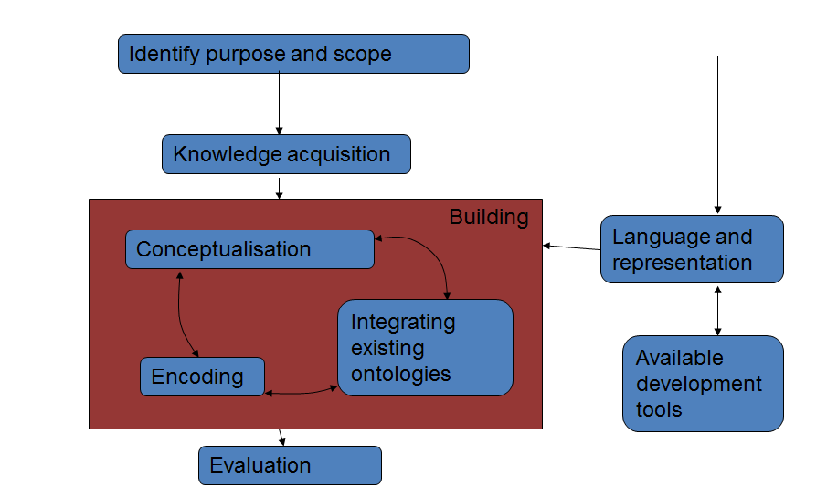 Identify purpose and scope
Knowledge acquisition
Building
Conceptualisation
Integrating
existing
ontologies
Encoding
Evaluation
Language and
representation
Available
development
tools